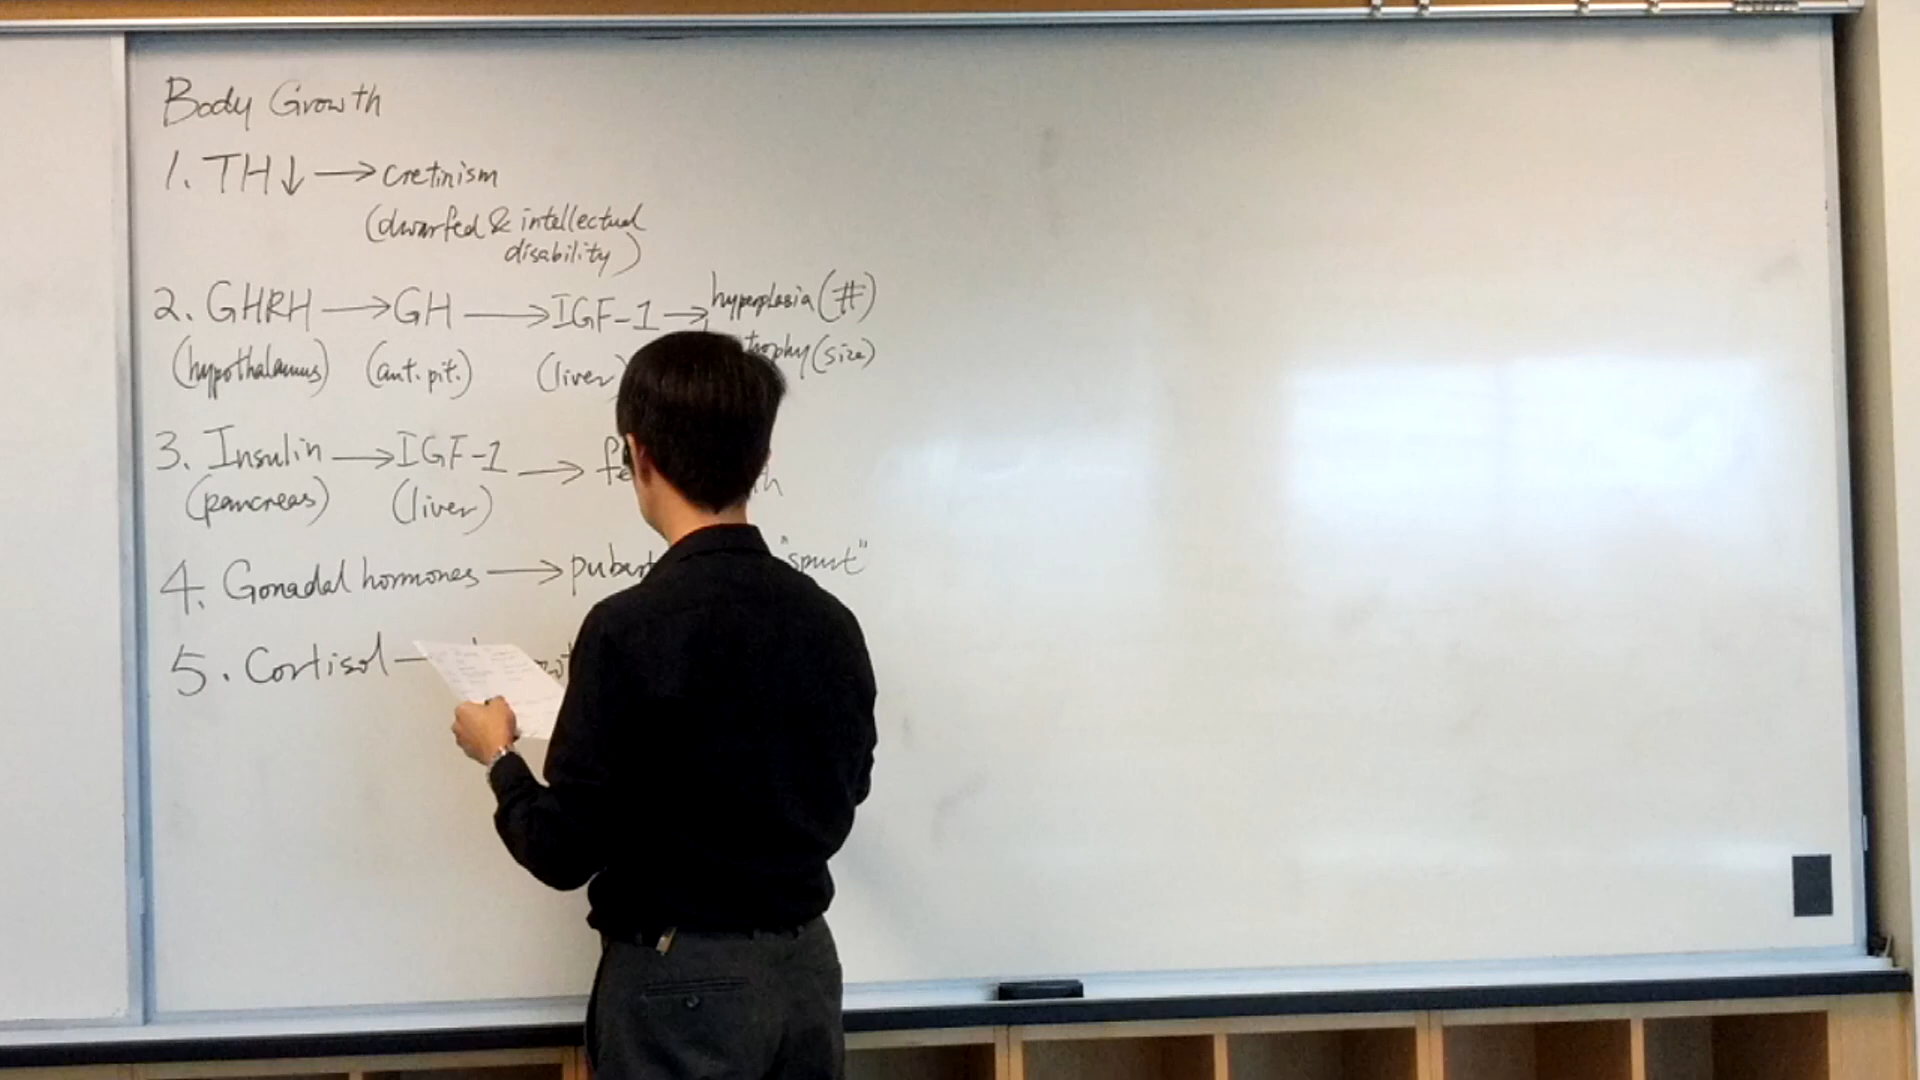 Body Growth
1. TH↓ → cretinism
(dwarfed & intellectual
disability)
2. GHRH → GH → IGF-1 → hyperplasia (#)
(hypothalamus) (ant. pit.) (liver) trophy (size)
3. Insulin → IGF-1 →
(pancreas) (liver)
4. Gonadal hormones → "spurt"
5. Cortisol